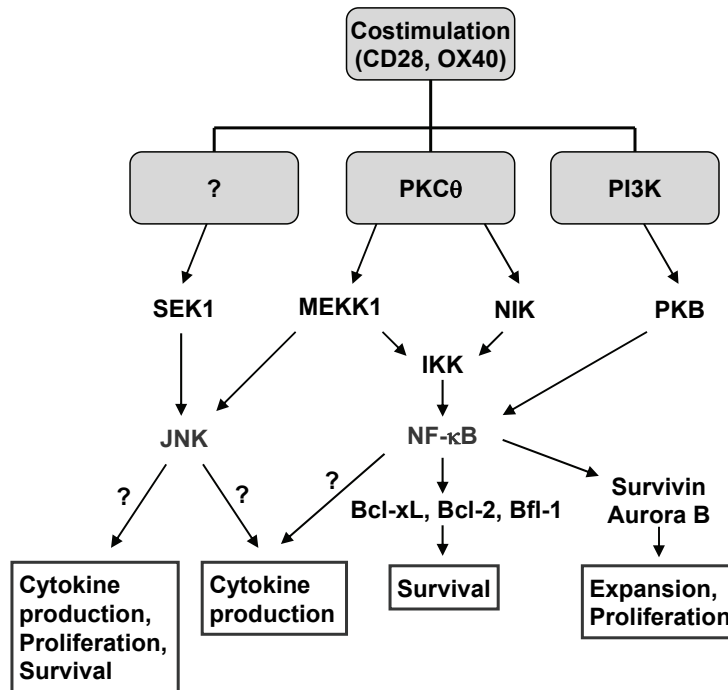 Costimulation
(CD28, OX40)
?
PKCθ
PI3K
SEK1
MEKK1
NIK
PKB
IKK
JNK
NF-κB
?
?
?
Bcl-xL, Bcl-2, Bfl-1
Survivin
Aurora B
Cytokine
production,
Proliferation,
Survival
Cytokine
production
Survival
Expansion,
Proliferation